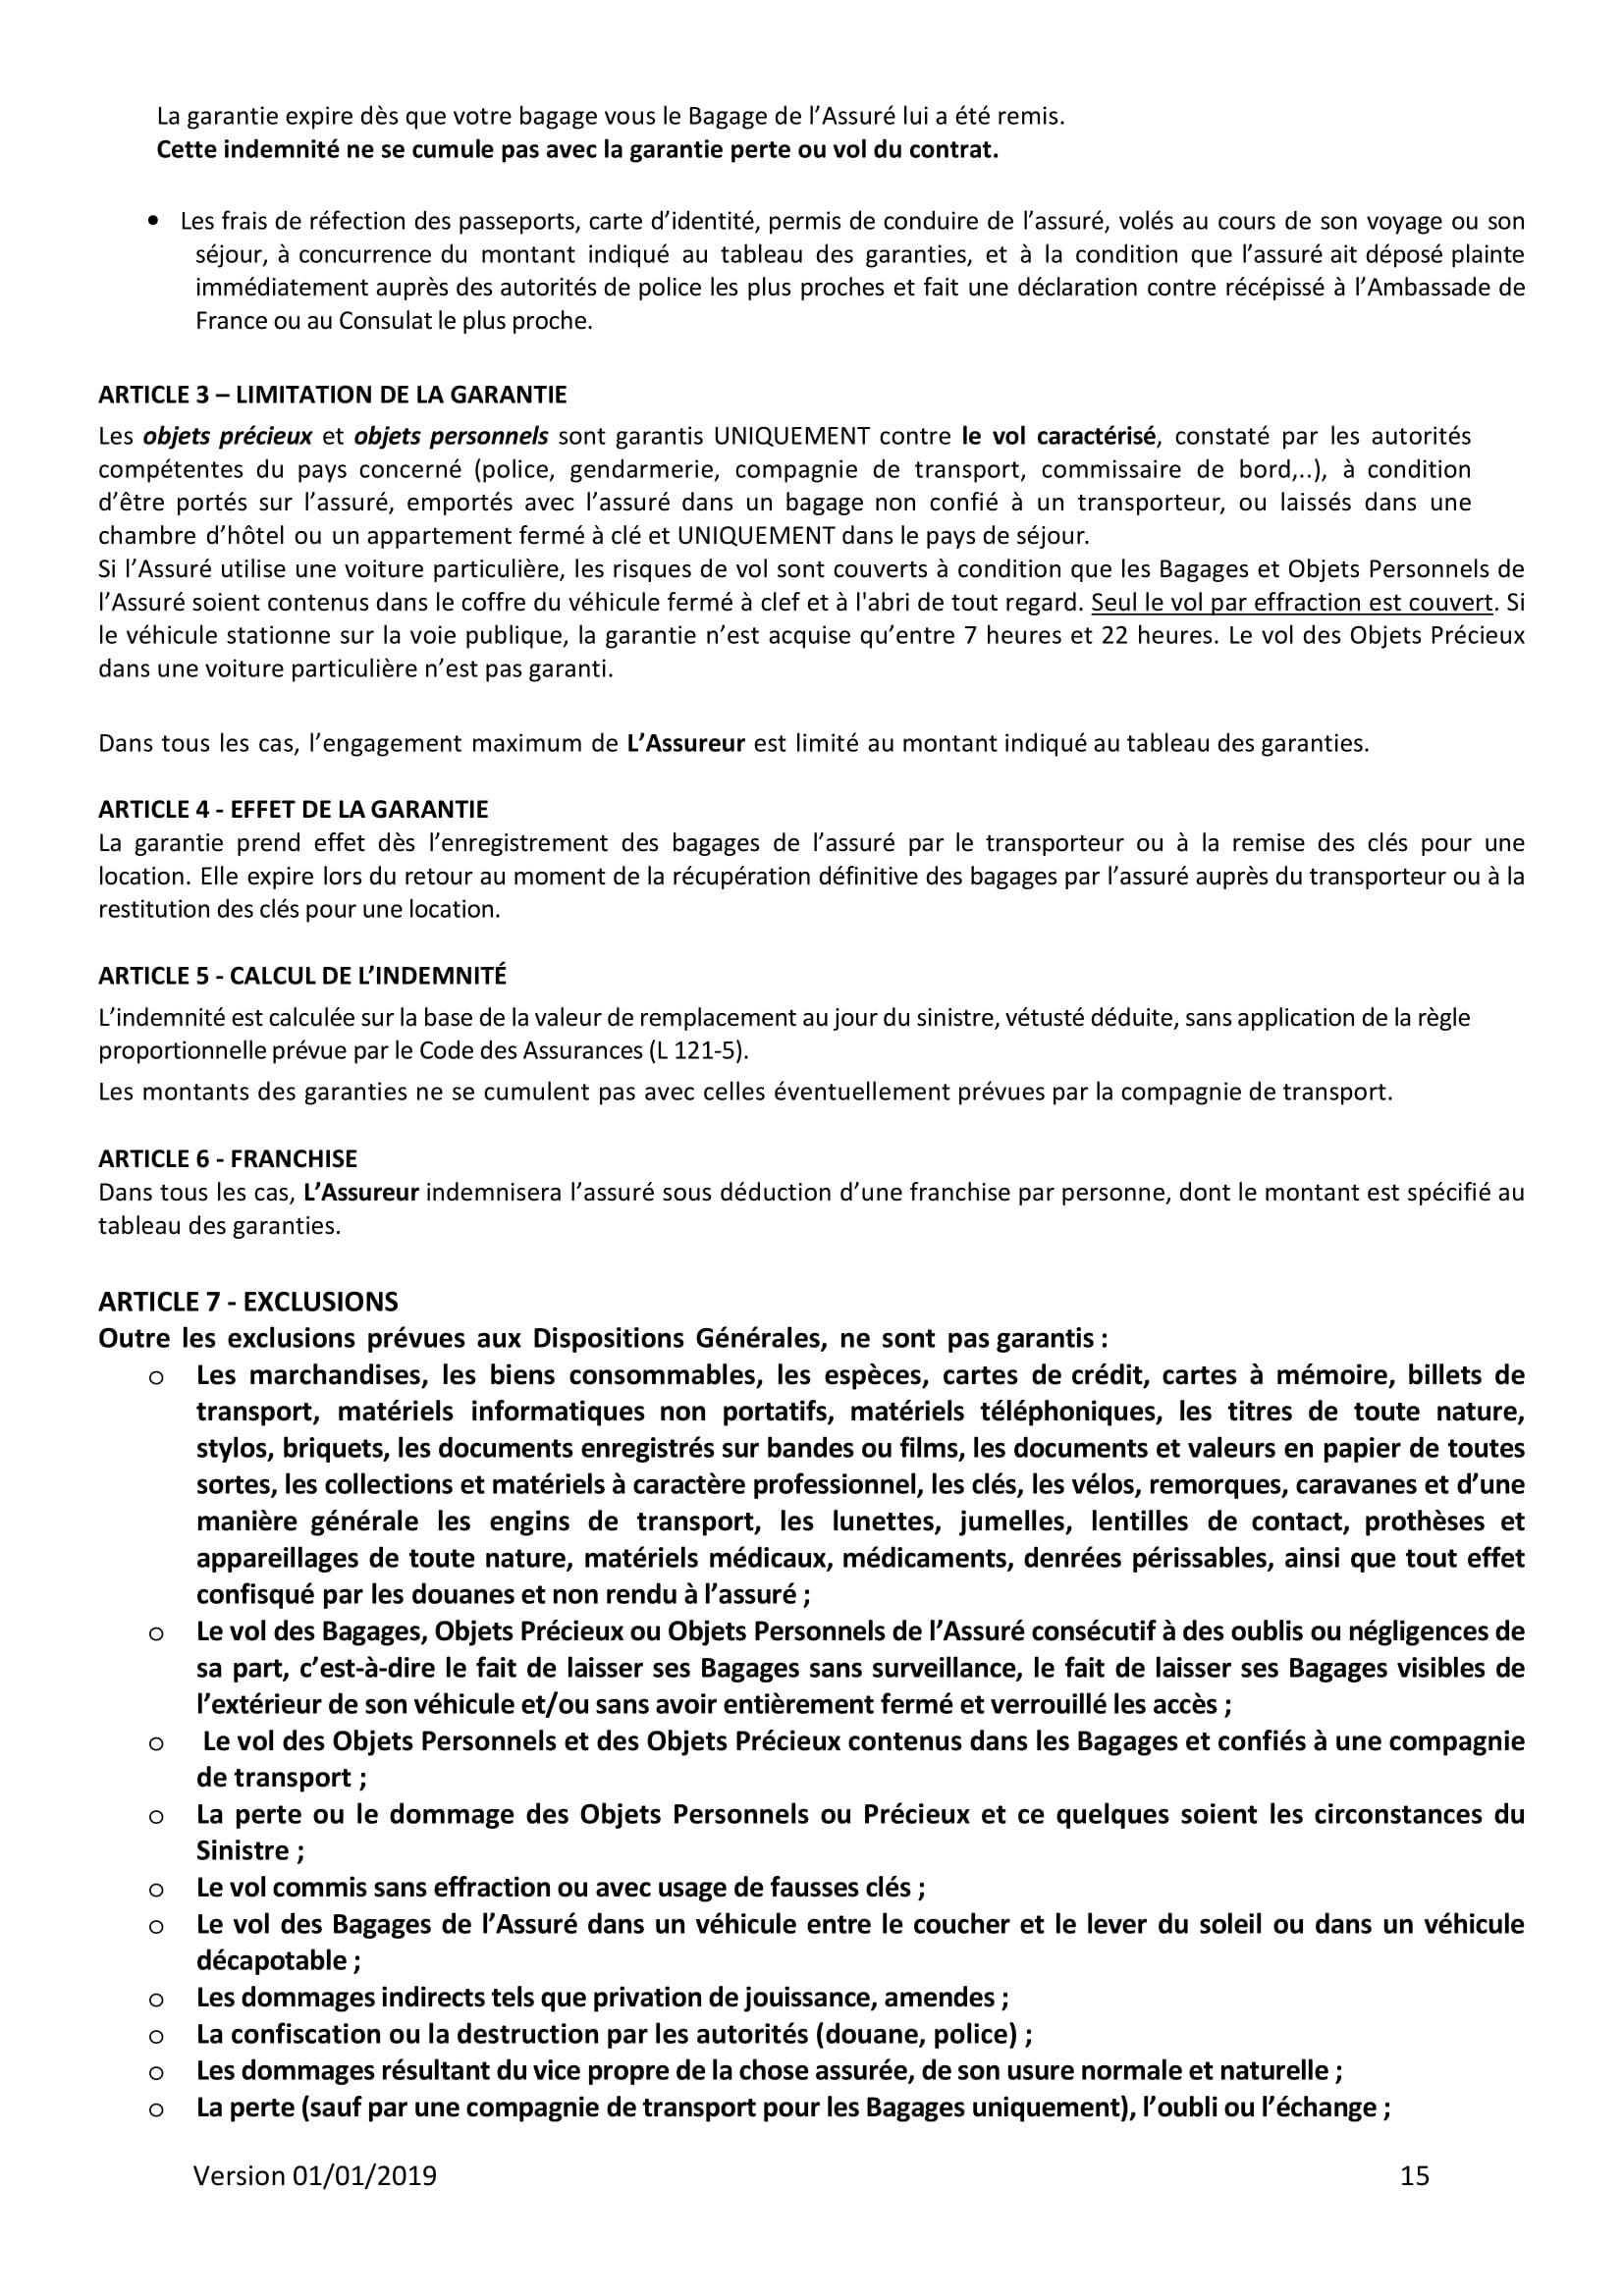 La garantie expire dès que votre bagage vous le Bagage de l’Assuré lui a été remis.
Cette indemnité ne se cumule pas avec la garantie perte ou vol du contrat.
• Les frais de réfection des passeports, carte d’identité, permis de conduire de l’assuré, volés au cours de son voyage ou son
séjour, à concurrence du montant indiqué au tableau des garanties, et à la condition que l’assuré ait déposé plainte
immédiatement auprès des autorités de police les plus proches et fait une déclaration contre récépissé à l’Ambassade de
France ou au Consulat le plus proche.
ARTICLE 3 – LIMITATION DE LA GARANTIE
Les objets précieux et objets personnels sont garantis UNIQUEMENT contre le vol caractérisé, constaté par les autorités
compétentes du pays concerné (police, gendarmerie, compagnie de transport, commissaire de bord,..), à condition
d’être portés sur l’assuré, emportés avec l’assuré dans un bagage non confié à un transporteur, ou laissés dans une
chambre d’hôtel ou un appartement fermé à clé et UNIQUEMENT dans le pays de séjour.
Si l’Assuré utilise une voiture particulière, les risques de vol sont couverts à condition que les Bagages et Objets Personnels de
l’Assuré soient contenus dans le coffre du véhicule fermé à clef et à l'abri de tout regard. Seul le vol par effraction est couvert. Si
le véhicule stationne sur la voie publique, la garantie n’est acquise qu’entre 7 heures et 22 heures. Le vol des Objets Précieux
dans une voiture particulière n’est pas garanti.
Dans tous les cas, l’engagement maximum de L’Assureur est limité au montant indiqué au tableau des garanties.
ARTICLE 4 - EFFET DE LA GARANTIE
La garantie prend effet dès l’enregistrement des bagages de l’assuré par le transporteur ou à la remise des clés pour une
location. Elle expire lors du retour au moment de la récupération définitive des bagages par l’assuré auprès du transporteur ou à la
restitution des clés pour une location.
ARTICLE 5 - CALCUL DE L’INDEMNITÉ
L’indemnité est calculée sur la base de la valeur de remplacement au jour du sinistre, vétusté déduite, sans application de la règle
proportionnelle prévue par le Code des Assurances (L 121-5).
Les montants des garanties ne se cumulent pas avec celles éventuellement prévues par la compagnie de transport.
ARTICLE 6 - FRANCHISE
Dans tous les cas, L’Assureur indemnisera l’assuré sous déduction d’une franchise par personne, dont le montant est spécifié au
tableau des garanties.
ARTICLE 7 - EXCLUSIONS
Outre les exclusions prévues aux Dispositions Générales, ne sont pas garantis :
o Les marchandises, les biens consommables, les espèces, cartes de crédit, cartes à mémoire, billets de
transport, matériels informatiques non portatifs, matériels téléphoniques, les titres de toute nature,
stylos, briquets, les documents enregistrés sur bandes ou films, les documents et valeurs en papier de toutes
sortes, les collections et matériels à caractère professionnel, les clés, les vélos, remorques, caravanes et d’une
manière générale les engins de transport, les lunettes, jumelles, lentilles de contact, prothèses et
appareillages de toute nature, matériels médicaux, médicaments, denrées périssables, ainsi que tout effet
confisqué par les douanes et non rendu à l’assuré ;
o Le vol des Bagages, Objets Précieux ou Objets Personnels de l’Assuré consécutif à des oublis ou négligences de
sa part, c’est-à-dire le fait de laisser ses Bagages sans surveillance, le fait de laisser ses Bagages visibles de
l’extérieur de son véhicule et/ou sans avoir entièrement fermé et verrouillé les accès ;
o Le vol des Objets Personnels et des Objets Précieux contenus dans les Bagages et confiés à une compagnie
de transport ;
o La perte ou le dommage des Objets Personnels ou Précieux et ce quelques soient les circonstances du
Sinistre ;
o Le vol commis sans effraction ou avec usage de fausses clés ;
o Le vol des Bagages de l’Assuré dans un véhicule entre le coucher et le lever du soleil ou dans un véhicule
décapotable ;
o Les dommages indirects tels que privation de jouissance, amendes ;
o La confiscation ou la destruction par les autorités (douane, police) ;
o Les dommages résultant du vice propre de la chose assurée, de son usure normale et naturelle ;
o La perte (sauf par une compagnie de transport pour les Bagages uniquement), l’oubli ou l’échange ;
Version 01/01/2019 15